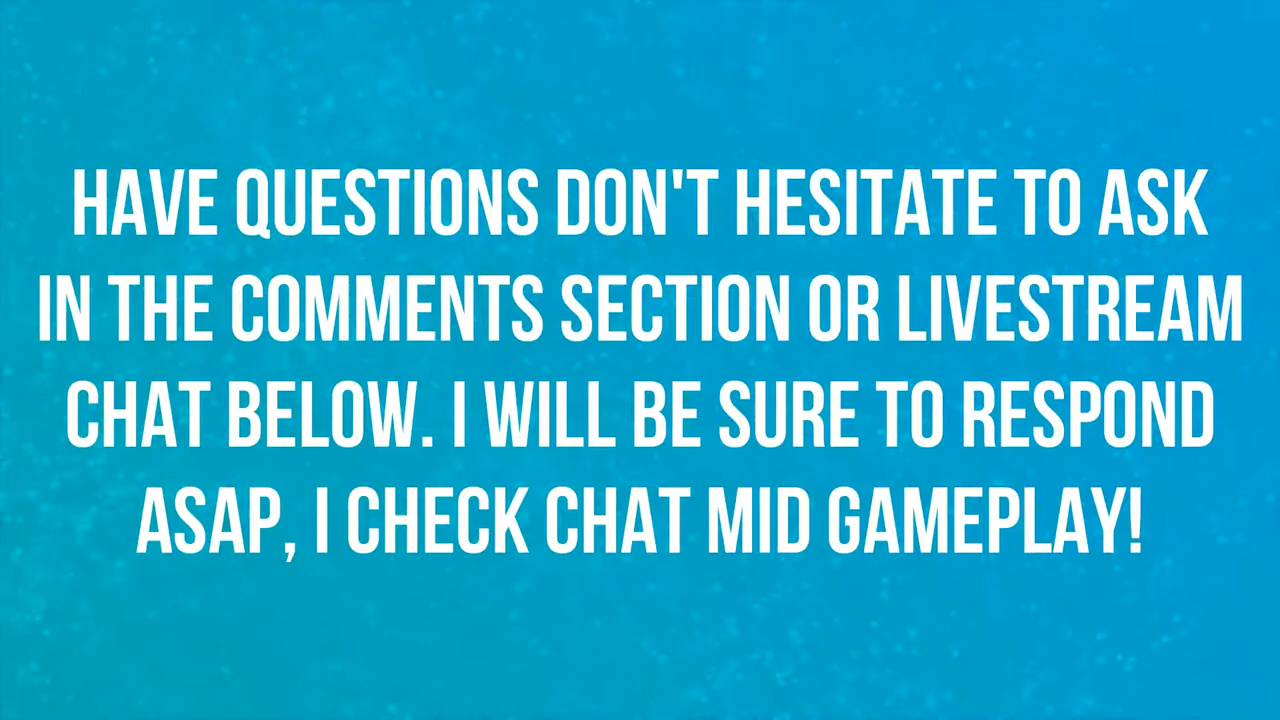 HAVE QUESTIONS DON'T HESITATE TO ASK
IN THE COMMENTS SECTION OR LIVESTREAM
CHAT BELOW. I WILL BE SURE TO RESPOND
ASAP, I CHECK CHAT MID GAMEPLAY!